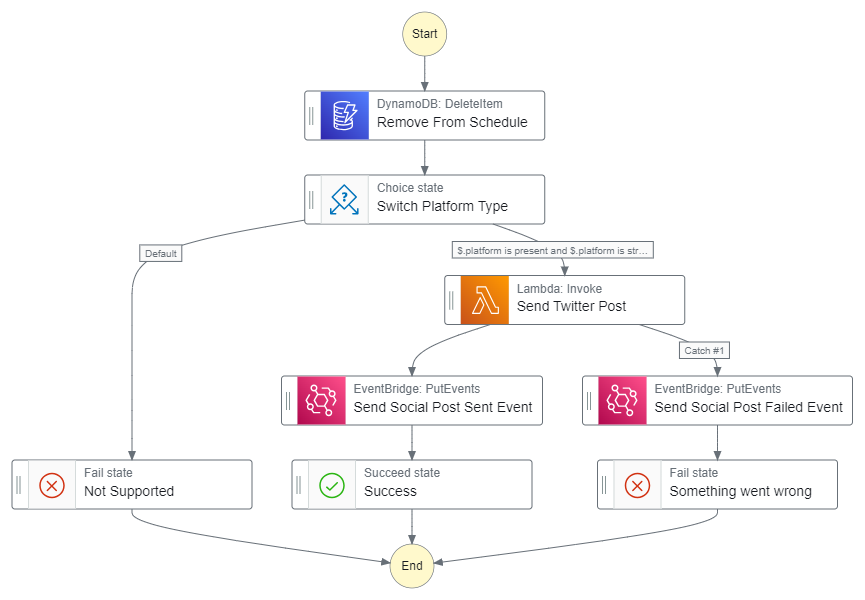 Start
DynamoDB: DeleteItem
Remove From Schedule
Choice state
Switch Platform Type
Default
$.platform is present and $.platform is str...
Lambda: Invoke
Send Twitter Post
Catch #1
EventBridge: PutEvents
Send Social Post Sent Event
EventBridge: PutEvents
Send Social Post Failed Event
Fail state
Not Supported
Succeed state
Success
Fail state
Something went wrong
End